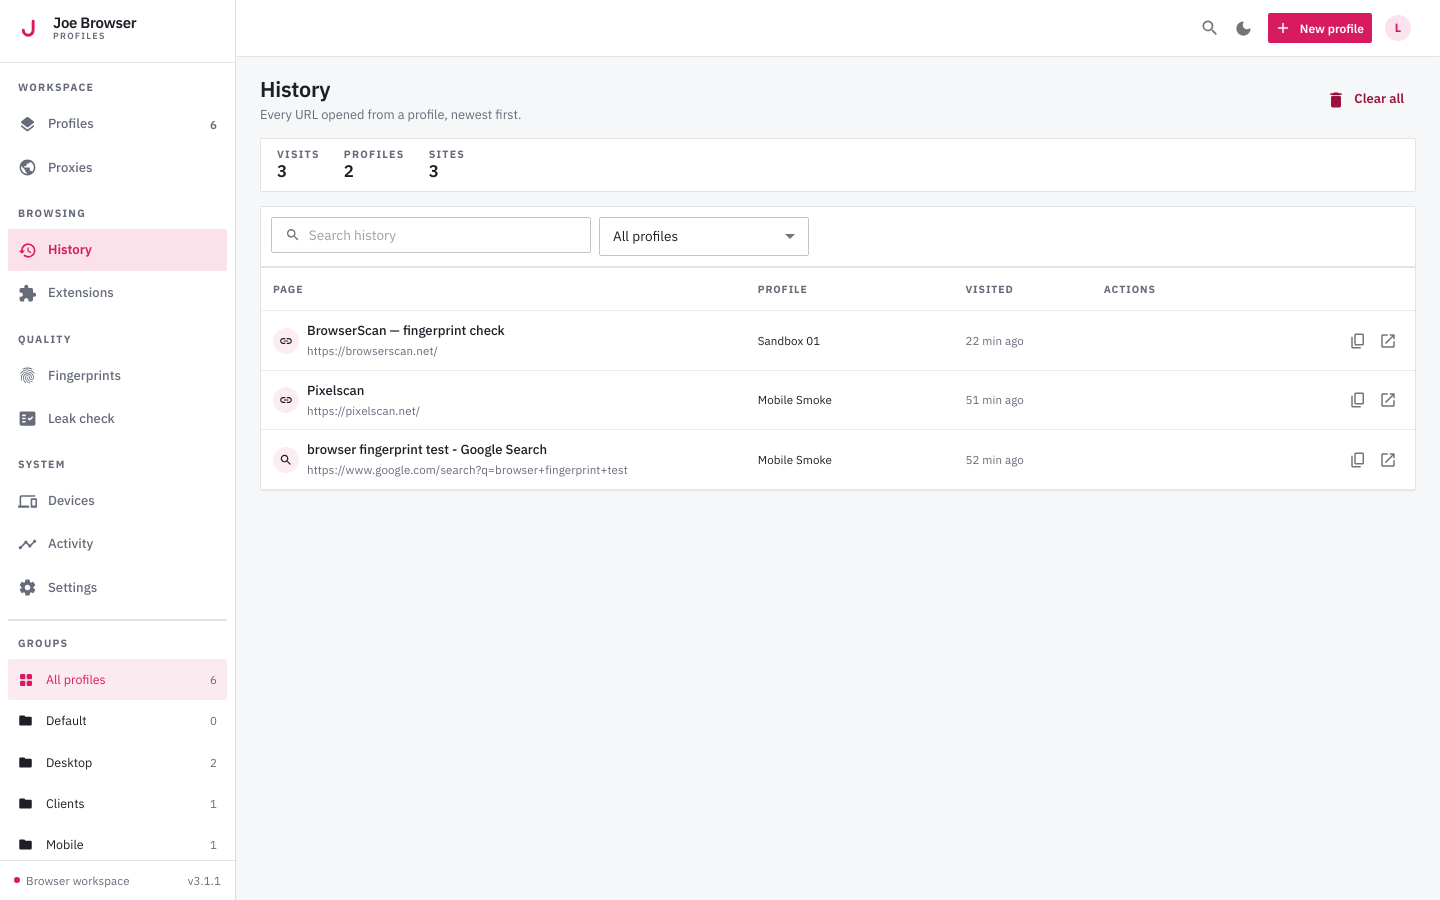 Joe Browser
PROFILES
New profile
L
WORKSPACE
Profiles 6
Proxies
BROWSING
History
Extensions
QUALITY
Fingerprints
Leak check
SYSTEM
Devices
Activity
Settings
GROUPS
All profiles 6
Default 0
Desktop 2
Clients 1
Mobile 1
Browser workspace v3.1.1
History
Every URL opened from a profile, newest first.
Clear all
VISITS PROFILES SITES
3 2 3
Search history All profiles
PAGE PROFILE VISITED ACTIONS
BrowserScan — fingerprint check
https://browserscan.net/
Sandbox 01 22 min ago
Pixelscan
https://pixelscan.net/
Mobile Smoke 51 min ago
browser fingerprint test - Google Search
https://www.google.com/search?q=browser+fingerprint+test
Mobile Smoke 52 min ago